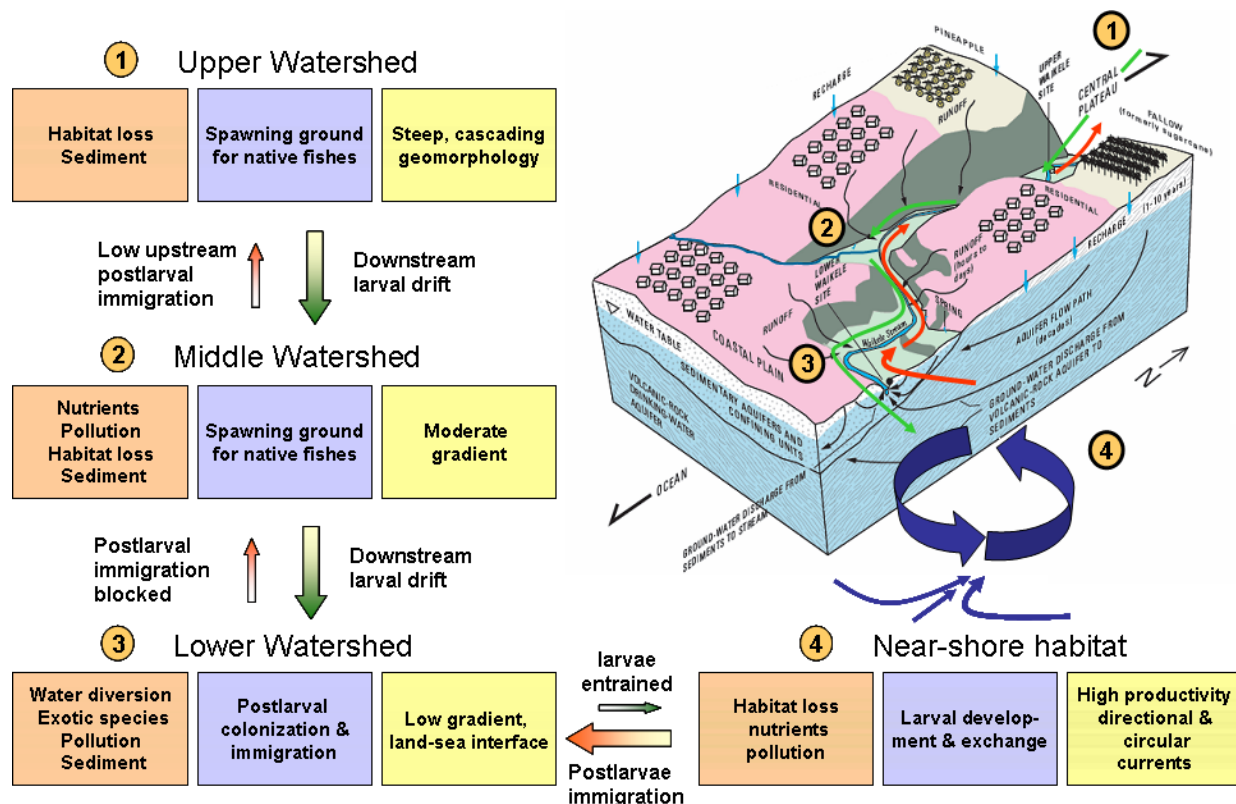 1
Upper Watershed
Habitat loss
Sediment
Spawning ground
for native fishes
Steep, cascading
geomorphology
Low upstream
postlarval
immigration
Downstream
larval drift
2
Middle Watershed
Nutrients
Pollution
Habitat loss
Sediment
Spawning ground
for native fishes
Moderate
gradient
Postlarval
immigration
blocked
Downstream
larval drift
3
Lower Watershed
Water diversion
Exotic species
Pollution
Sediment
Postlarval
colonization &
immigration
Low gradient,
land-sea interface
larvae
entrained
Postlarvae
immigration
4
Near-shore habitat
Habitat loss
nutrients
pollution
Larval develop-
ment & exchange
High productivity
directional &
circular
currents
1
PINEAPPLE
UPPER
WAIKELE
SITE
CENTRAL
PLATEAU
RECHARGE
RUNOFF
FALLOW
(formerly sugarcane)
RESIDENTIAL
RESIDENTIAL
2
RECHARGE (1-10 years)
LOWER
WAIKELE
SITE
RUNOFF
(hours to
days)
SPRING
RUNOFF
Waikele Stream
3
COASTAL PLAIN
WATER TABLE
SEDIMENTARY AQUIFERS AND
CONFINING UNITS
VOLCANIC-ROCK
DRINKING-WATER
AQUIFER
AQUIFER FLOW PATH
(decades)
GROUND-WATER DISCHARGE FROM
VOLCANIC-ROCK AQUIFER TO
SEDIMENTS
N
4
OCEAN
GROUND-WATER DISCHARGE FROM
SEDIMENTS TO STREAM